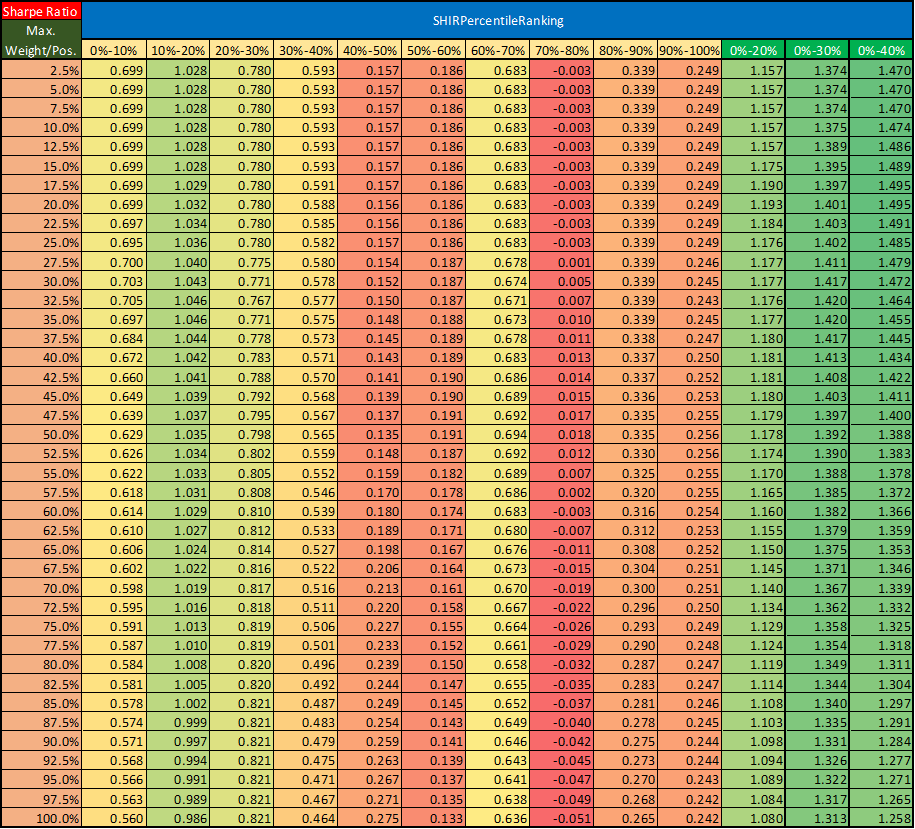 Sharpe Ratio SHIRPercentileRanking
Max.
Weight/Pos. 0%-10% 10%-20% 20%-30% 30%-40% 40%-50% 50%-60% 60%-70% 70%-80% 80%-90% 90%-100% 0%-20% 0%-30% 0%-40%
2.5% 0.699 1.028 0.780 0.593 0.157 0.186 0.683 -0.003 0.339 0.249 1.157 1.374 1.470
5.0% 0.699 1.028 0.780 0.593 0.157 0.186 0.683 -0.003 0.339 0.249 1.157 1.374 1.470
7.5% 0.699 1.028 0.780 0.593 0.157 0.186 0.683 -0.003 0.339 0.249 1.157 1.374 1.470
10.0% 0.699 1.028 0.780 0.593 0.157 0.186 0.683 -0.003 0.339 0.249 1.157 1.375 1.474
12.5% 0.699 1.028 0.780 0.593 0.157 0.186 0.683 -0.003 0.339 0.249 1.157 1.389 1.486
15.0% 0.699 1.028 0.780 0.593 0.157 0.186 0.683 -0.003 0.339 0.249 1.175 1.395 1.489
17.5% 0.699 1.029 0.780 0.591 0.157 0.186 0.683 -0.003 0.339 0.249 1.190 1.397 1.495
20.0% 0.699 1.032 0.780 0.588 0.156 0.186 0.683 -0.003 0.339 0.249 1.193 1.401 1.495
22.5% 0.697 1.034 0.780 0.585 0.156 0.186 0.683 -0.003 0.339 0.249 1.184 1.403 1.491
25.0% 0.695 1.036 0.780 0.582 0.157 0.186 0.683 -0.003 0.339 0.249 1.176 1.402 1.485
27.5% 0.700 1.040 0.775 0.580 0.154 0.187 0.678 0.001 0.339 0.246 1.177 1.411 1.479
30.0% 0.703 1.043 0.771 0.578 0.152 0.187 0.674 0.005 0.339 0.245 1.177 1.417 1.472
32.5% 0.705 1.046 0.767 0.577 0.150 0.187 0.671 0.007 0.339 0.243 1.176 1.420 1.464
35.0% 0.697 1.046 0.771 0.575 0.148 0.188 0.673 0.010 0.339 0.245 1.177 1.420 1.455
37.5% 0.684 1.044 0.778 0.573 0.145 0.189 0.678 0.011 0.338 0.247 1.180 1.417 1.445
40.0% 0.672 1.042 0.783 0.571 0.143 0.189 0.683 0.013 0.337 0.250 1.181 1.413 1.434
42.5% 0.660 1.041 0.788 0.570 0.141 0.190 0.686 0.014 0.337 0.252 1.181 1.408 1.422
45.0% 0.649 1.039 0.792 0.568 0.139 0.190 0.689 0.015 0.336 0.253 1.180 1.403 1.411
47.5% 0.639 1.037 0.795 0.567 0.137 0.191 0.692 0.017 0.335 0.255 1.179 1.397 1.400
50.0% 0.629 1.035 0.798 0.565 0.135 0.191 0.694 0.018 0.335 0.256 1.178 1.392 1.388
52.5% 0.626 1.034 0.802 0.559 0.148 0.187 0.692 0.012 0.330 0.256 1.174 1.390 1.383
55.0% 0.622 1.033 0.805 0.552 0.159 0.182 0.689 0.007 0.325 0.255 1.170 1.388 1.378
57.5% 0.618 1.031 0.808 0.546 0.170 0.178 0.686 0.002 0.320 0.255 1.165 1.385 1.372
60.0% 0.614 1.029 0.810 0.539 0.180 0.174 0.683 -0.003 0.316 0.254 1.160 1.382 1.366
62.5% 0.610 1.027 0.812 0.533 0.189 0.171 0.680 -0.007 0.312 0.253 1.155 1.379 1.359
65.0% 0.606 1.024 0.814 0.527 0.198 0.167 0.676 -0.011 0.308 0.252 1.150 1.375 1.353
67.5% 0.602 1.022 0.816 0.522 0.206 0.164 0.673 -0.015 0.304 0.251 1.145 1.371 1.346
70.0% 0.598 1.019 0.817 0.516 0.213 0.161 0.670 -0.019 0.300 0.251 1.140 1.367 1.339
72.5% 0.595 1.016 0.818 0.511 0.220 0.158 0.667 -0.022 0.296 0.250 1.134 1.362 1.332
75.0% 0.591 1.013 0.819 0.506 0.227 0.155 0.664 -0.026 0.293 0.249 1.129 1.358 1.325
77.5% 0.587 1.010 0.819 0.501 0.233 0.152 0.661 -0.029 0.290 0.248 1.124 1.354 1.318
80.0% 0.584 1.008 0.820 0.496 0.239 0.150 0.658 -0.032 0.287 0.247 1.119 1.349 1.311
82.5% 0.581 1.005 0.820 0.492 0.244 0.147 0.655 -0.035 0.283 0.247 1.114 1.344 1.304
85.0% 0.578 1.002 0.821 0.487 0.249 0.145 0.652 -0.037 0.281 0.246 1.108 1.340 1.297
87.5% 0.574 0.999 0.821 0.483 0.254 0.143 0.649 -0.040 0.278 0.245 1.103 1.335 1.291
90.0% 0.571 0.997 0.821 0.479 0.259 0.141 0.646 -0.042 0.275 0.244 1.098 1.331 1.284
92.5% 0.568 0.994 0.821 0.475 0.263 0.139 0.643 -0.045 0.273 0.244 1.094 1.326 1.277
95.0% 0.566 0.991 0.821 0.471 0.267 0.137 0.641 -0.047 0.270 0.243 1.089 1.322 1.271
97.5% 0.563 0.989 0.821 0.467 0.271 0.135 0.638 -0.049 0.268 0.242 1.084 1.317 1.265
100.0% 0.560 0.986 0.821 0.464 0.275 0.133 0.636 -0.051 0.265 0.242 1.080 1.313 1.258